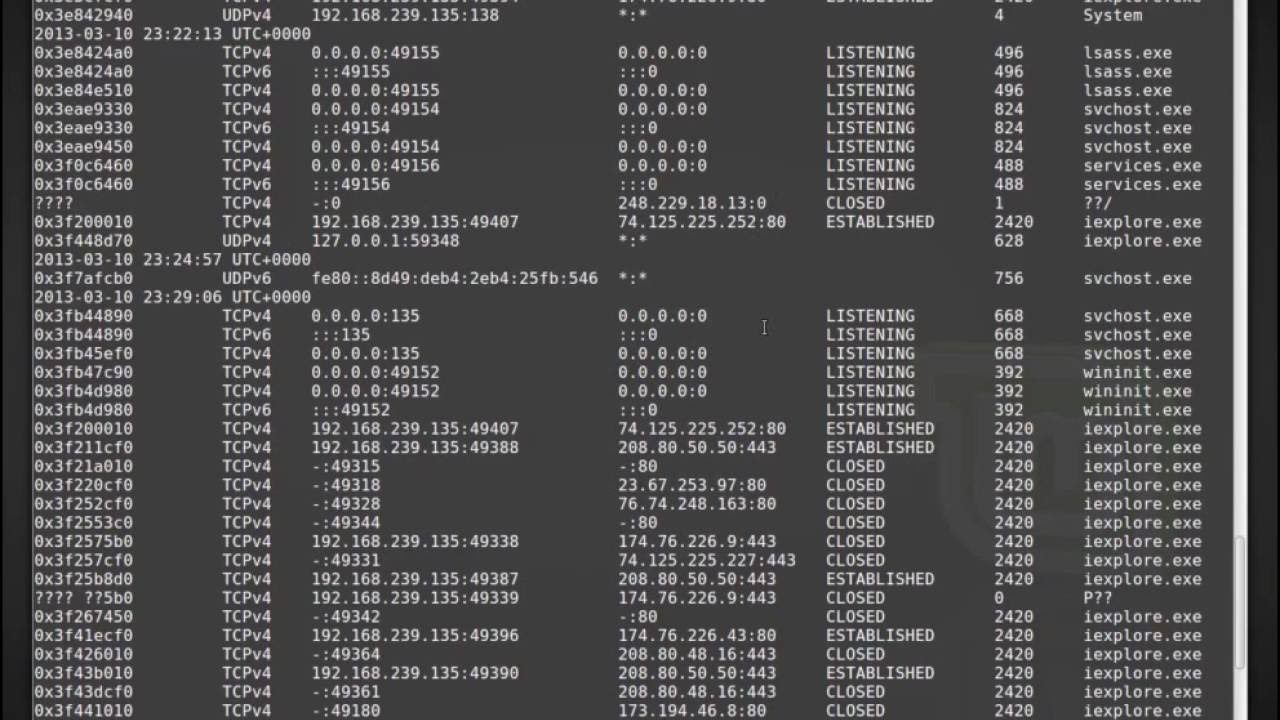 0x3e842940 UDPv4 192.168.239.135:138 *:* 4 System
2013-03-10 23:22:13 UTC+0000
0x3e8424a0 TCPv4 0.0.0.0:49155 0.0.0.0:0 LISTENING 496 lsass.exe
0x3e8424a0 TCPv6 :::49155 :::0 LISTENING 496 lsass.exe
0x3e84e510 TCPv4 0.0.0.0:49155 0.0.0.0:0 LISTENING 496 lsass.exe
0x3eae9330 TCPv4 0.0.0.0:49154 0.0.0.0:0 LISTENING 824 svchost.exe
0x3eae9330 TCPv6 :::49154 :::0 LISTENING 824 svchost.exe
0x3eae9450 TCPv4 0.0.0.0:49154 0.0.0.0:0 LISTENING 824 svchost.exe
0x3f0c6460 TCPv4 0.0.0.0:49156 0.0.0.0:0 LISTENING 488 services.exe
0x3f0c6460 TCPv6 :::49156 :::0 LISTENING 488 services.exe
???? TCPv4 -:0 248.229.18.13:0 CLOSED 1 ??/
0x3f200010 TCPv4 192.168.239.135:49407 74.125.225.252:80 ESTABLISHED 2420 iexplore.exe
0x3f448d70 UDPv4 127.0.0.1:59348 *:* 628 iexplore.exe
2013-03-10 23:24:57 UTC+0000
0x3f7afcb0 UDPv6 fe80::8d49:deb4:2eb4:25fb:546 *:* 756 svchost.exe
2013-03-10 23:29:06 UTC+0000
0x3fb44890 TCPv4 0.0.0.0:135 0.0.0.0:0 LISTENING 668 svchost.exe
0x3fb44890 TCPv6 :::135 :::0 LISTENING 668 svchost.exe
0x3fb45ef0 TCPv4 0.0.0.0:135 0.0.0.0:0 LISTENING 668 svchost.exe
0x3fb47c90 TCPv4 0.0.0.0:49152 0.0.0.0:0 LISTENING 392 wininit.exe
0x3fb4d980 TCPv4 0.0.0.0:49152 0.0.0.0:0 LISTENING 392 wininit.exe
0x3fb4d980 TCPv6 :::49152 :::0 LISTENING 392 wininit.exe
0x3f200010 TCPv4 192.168.239.135:49407 74.125.225.252:80 ESTABLISHED 2420 iexplore.exe
0x3f211cf0 TCPv4 192.168.239.135:49388 208.80.50.50:443 ESTABLISHED 2420 iexplore.exe
0x3f21a010 TCPv4 -:49315 -:80 CLOSED 2420 iexplore.exe
0x3f220cf0 TCPv4 -:49318 23.67.253.97:80 CLOSED 2420 iexplore.exe
0x3f252cf0 TCPv4 -:49328 76.74.248.163:80 CLOSED 2420 iexplore.exe
0x3f2553c0 TCPv4 -:49344 -:80 CLOSED 2420 iexplore.exe
0x3f2575b0 TCPv4 192.168.239.135:49338 174.76.226.9:443 CLOSED 2420 iexplore.exe
0x3f257cf0 TCPv4 -:49331 74.125.225.227:443 CLOSED 2420 iexplore.exe
0x3f25b8d0 TCPv4 192.168.239.135:49387 208.80.50.50:443 ESTABLISHED 2420 iexplore.exe
???? ??5b0 TCPv4 192.168.239.135:49339 174.76.226.9:443 CLOSED 0 P??
0x3f267450 TCPv4 -:49342 -:80 CLOSED 2420 iexplore.exe
0x3f41ecf0 TCPv4 192.168.239.135:49396 174.76.226.43:80 ESTABLISHED 2420 iexplore.exe
0x3f426010 TCPv4 -:49364 208.80.48.16:443 CLOSED 2420 iexplore.exe
0x3f43b010 TCPv4 192.168.239.135:49390 208.80.50.50:443 ESTABLISHED 2420 iexplore.exe
0x3f43dcf0 TCPv4 -:49361 208.80.48.16:443 CLOSED 2420 iexplore.exe
0x3f441010 TCPv4 -:49180 173.194.46.8:80 CLOSED 2420 iexplore.exe